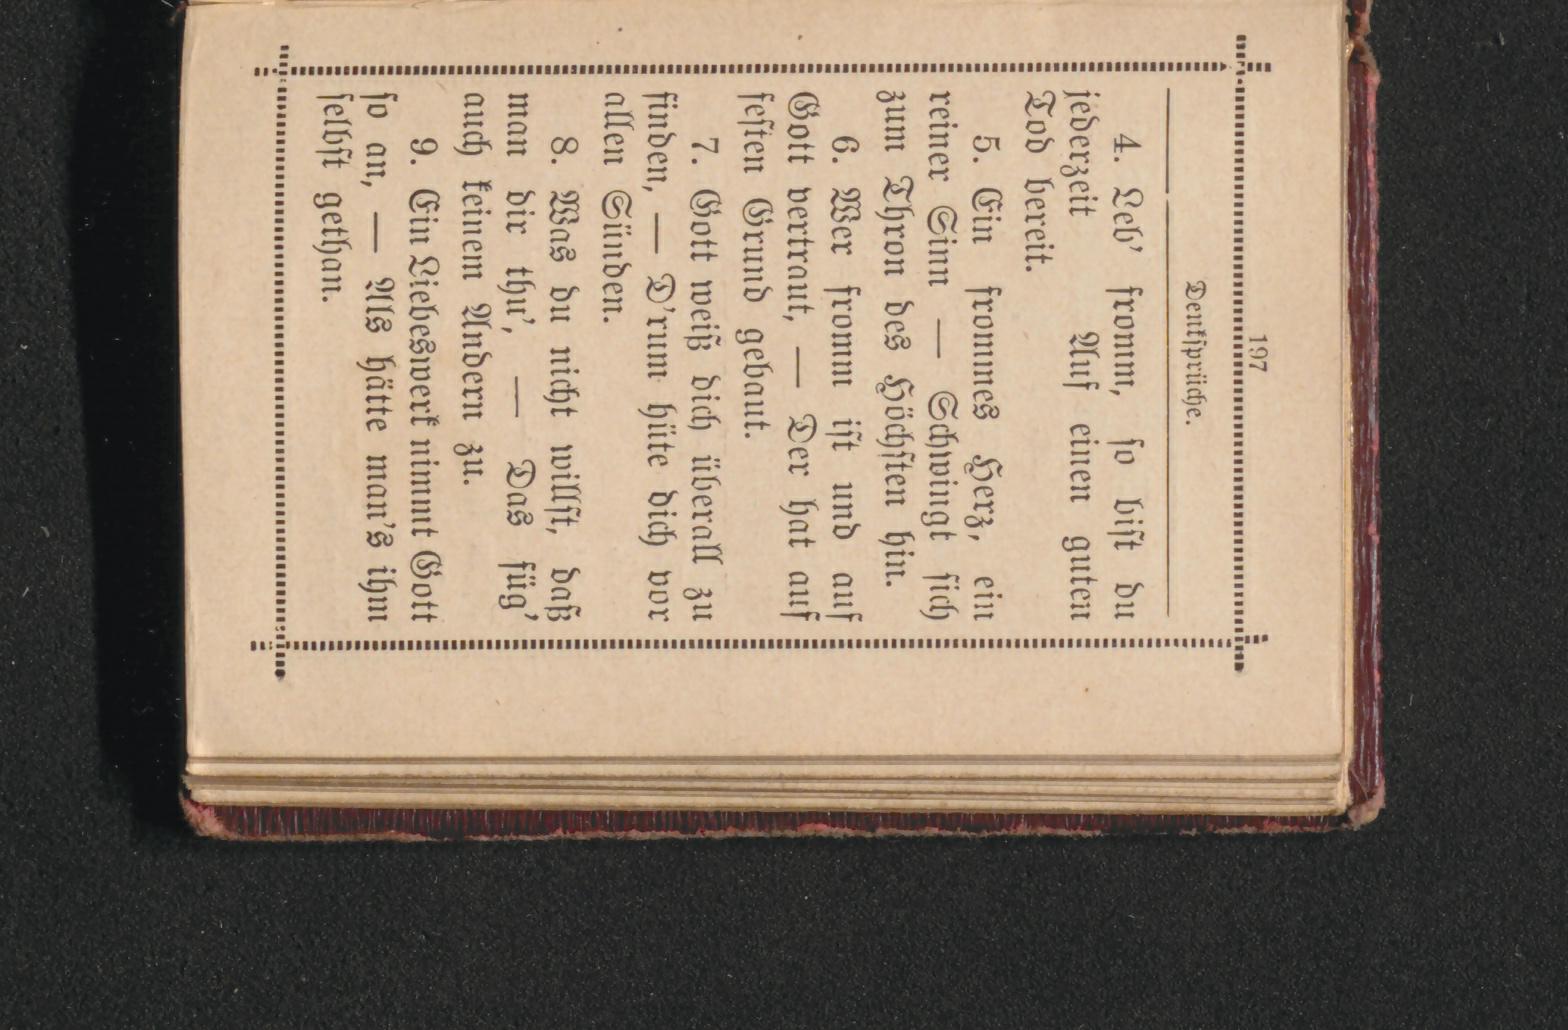 197
Denksprüche.
4. Leb' fromm, so bist du
jederzeit Auf einen guten
Tod bereit.
5. Ein frommes Herz, ein
reiner Sinn — Schwingt sich
zum Thron des Höchsten hin.
6. Wer fromm ist und auf
Gott vertraut, — Der hat auf
festen Grund gebaut.
7. Gott weiß dich überall zu
finden, — D'rum hüte dich vor
allen Sünden.
8. Was du nicht willst, daß
man dir thu', — Das füg'
auch keinem Andern zu.
9. Ein Liebeswerk nimmt Gott
so an, — Als hätte man's ihm
selbst gethan.